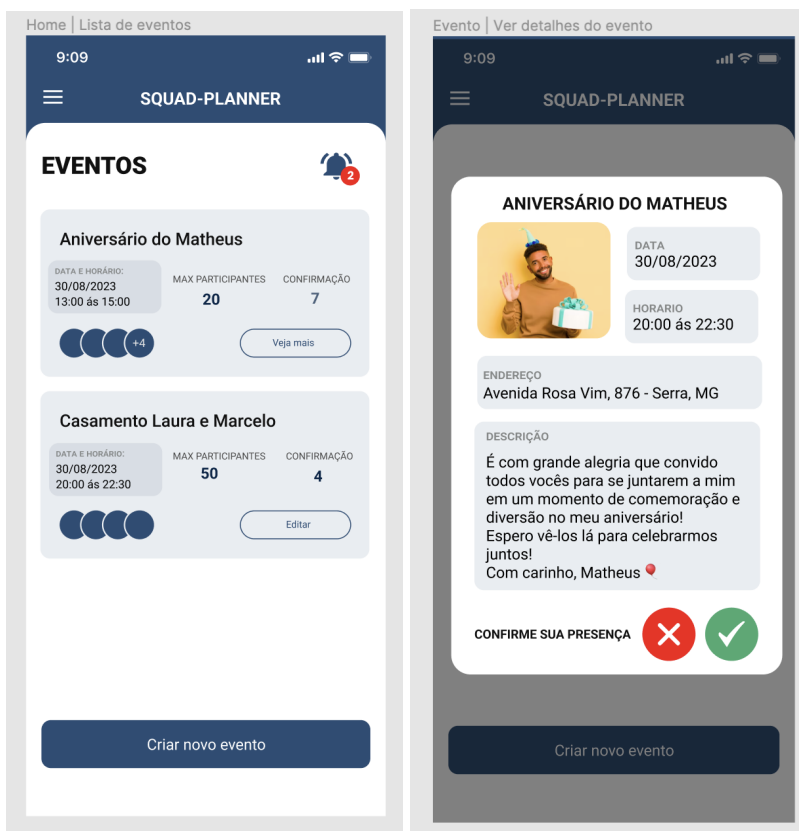 Home | Lista de eventos
9:09
SQUAD-PLANNER
EVENTOS
2
Aniversário do Matheus
DATA E HORÁRIO:
30/08/2023
13:00 ás 15:00
MAX PARTICIPANTES
20
CONFIRMAÇÃO
7
+4
Veja mais
Casamento Laura e Marcelo
DATA E HORÁRIO:
30/08/2023
20:00 ás 22:30
MAX PARTICIPANTES
50
CONFIRMAÇÃO
4
Editar
Criar novo evento
Evento | Ver detalhes do evento
9:09
SQUAD-PLANNER
ANIVERSÁRIO DO MATHEUS
DATA
30/08/2023
HORARIO
20:00 ás 22:30
ENDEREÇO
Avenida Rosa Vim, 876 - Serra, MG
DESCRIÇÃO
É com grande alegria que convido
todos vocês para se juntarem a mim
em um momento de comemoração e
diversão no meu aniversário!
Espero vê-los lá para celebrarmos
juntos!
Com carinho, Matheus 🎈
CONFIRME SUA PRESENÇA
Criar novo evento